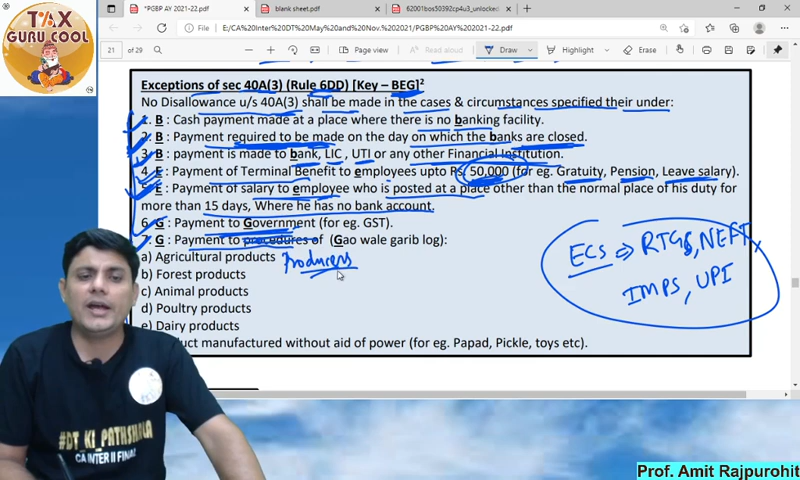 TAX
GURU COOL
*PGBP AY 2021-22.pdf
blank sheet.pdf
62001bos50392cp4u3_unlocked.
File
E:/CA%20Inter%20DT%20May%20and%20Nov.%202021/PGBP%20AY%202021-22.pdf
21
of 29
Page view
Read aloud
Draw
Highlight
Erase
Exceptions of sec 40A(3) (Rule 6DD) [Key – BEG]2
No Disallowance u/s 40A(3) shall be made in the cases & circumstances specified their under:
1. B: Cash payment made at a place where there is no banking facility.
2. B: Payment required to be made on the day on which the banks are closed.
3. B: payment is made to bank, LIC , UTI or any other Financial Institution.
4. E: Payment of Terminal Benefit to employees upto Rs. 50,000 (for eg. Gratuity, Pension, Leave salary).
5. E: Payment of salary to employee who is posted at a place other than the normal place of his duty for
more than 15 days, Where he has no bank account.
6. G: Payment to Government (for eg. GST).
7. G: Payment to procedures of (Gao wale garib log):
a) Agricultural products
Producers
b) Forest products
c) Animal products
d) Poultry products
e) Dairy products
duct manufactured without aid of power (for eg. Papad, Pickle, toys etc).
ECS ⇒ RTGS, NEFT,
IMPS, UPI
#DT_KI_PATHSHALA
CA INTER II FINAL
Prof. Amit Rajpurohit